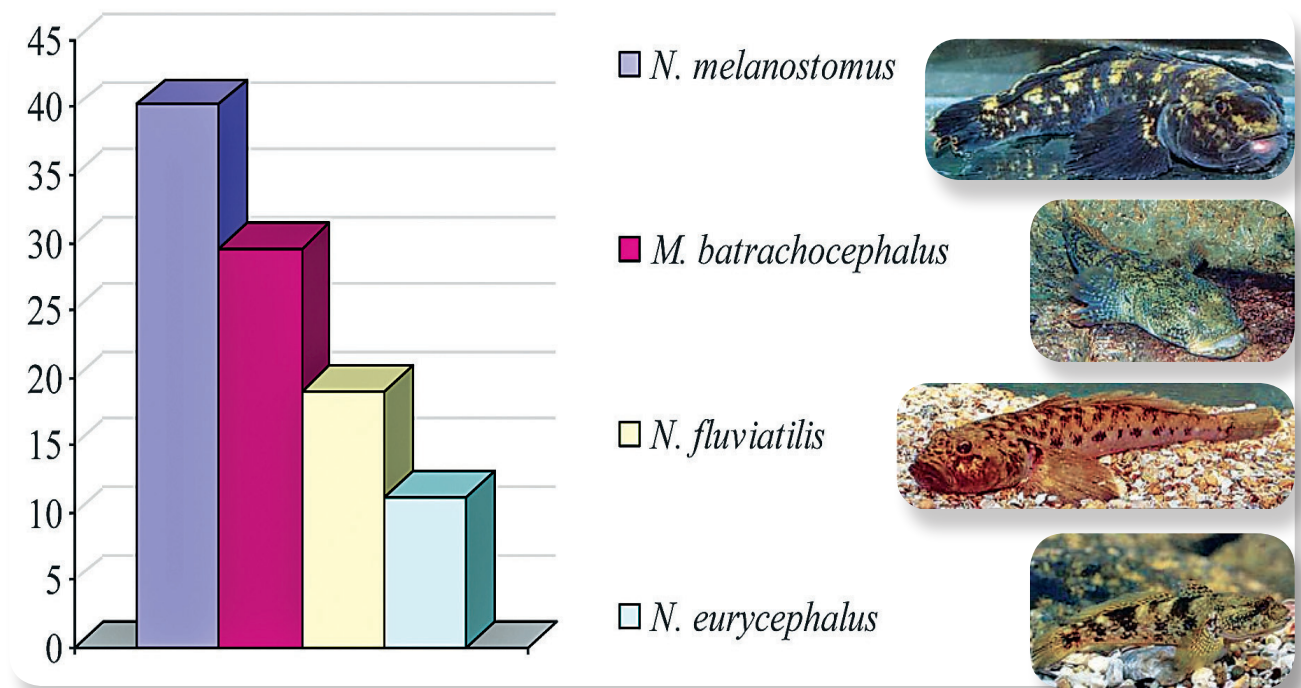 45
40
35
30
25
20
15
10
5
0
N. melanostomus
M. batrachocephalus
N. fluviatilis
N. eurycephalus